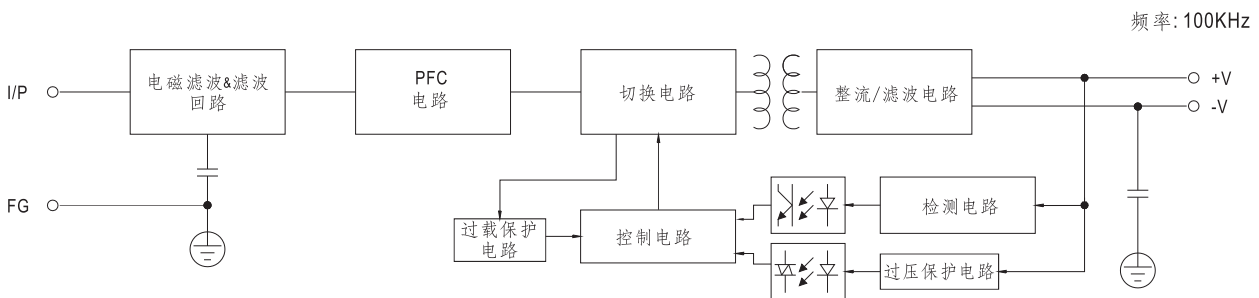 频率: 100KHz
I/P
电磁滤波&滤波
回路
PFC
电路
切换电路
整流/滤波电路
+V
-V
FG
过载保护
电路
控制电路
检测电路
过压保护电路